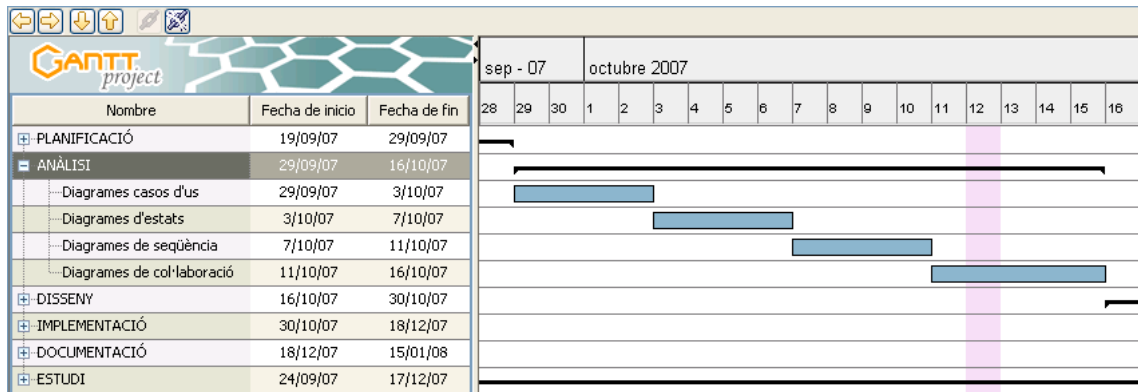 GANTT
project
sep - 07 octubre 2007
Nombre Fecha de inicio Fecha de fin 28 29 30 1 2 3 4 5 6 7 8 9 10 11 12 13 14 15 16
PLANIFICACIÓ 19/09/07 29/09/07
ANÀLISI 29/09/07 16/10/07
Diagrames casos d'us 29/09/07 3/10/07
Diagrames d'estats 3/10/07 7/10/07
Diagrames de seqüència 7/10/07 11/10/07
Diagrames de col·laboració 11/10/07 16/10/07
DISSENY 16/10/07 30/10/07
IMPLEMENTACIÓ 30/10/07 18/12/07
DOCUMENTACIÓ 18/12/07 15/01/08
ESTUDI 24/09/07 17/12/07